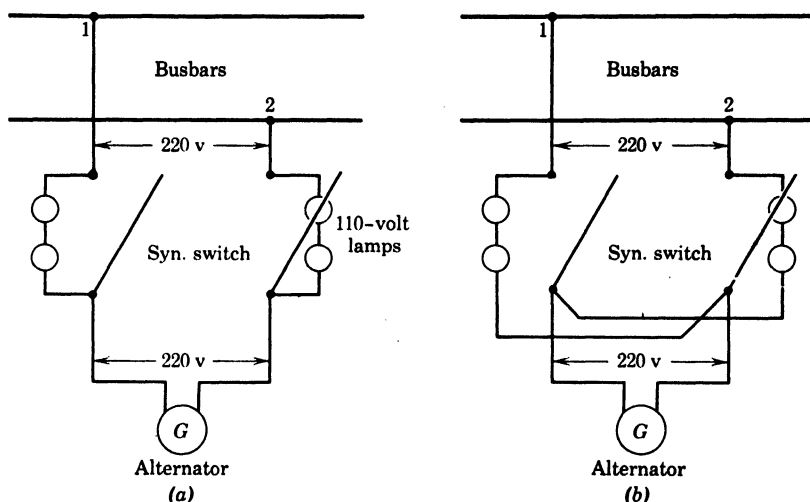 1
Busbars
2
220 v
110-volt
lamps
Syn. switch
220 v
G
Alternator
(a)
1
Busbars
2
220 v
Syn. switch
220 v
G
Alternator
(b)